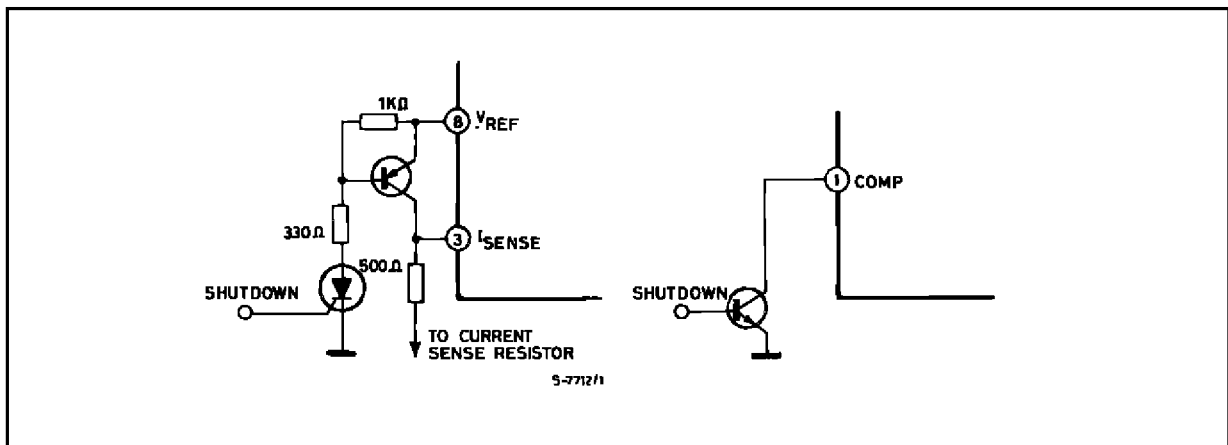 1KΩ
8 VREF
330Ω
3 ISENSE
500Ω
SHUTDOWN
TO CURRENT
SENSE RESISTOR
S-7712/1
1 COMP
SHUTDOWN